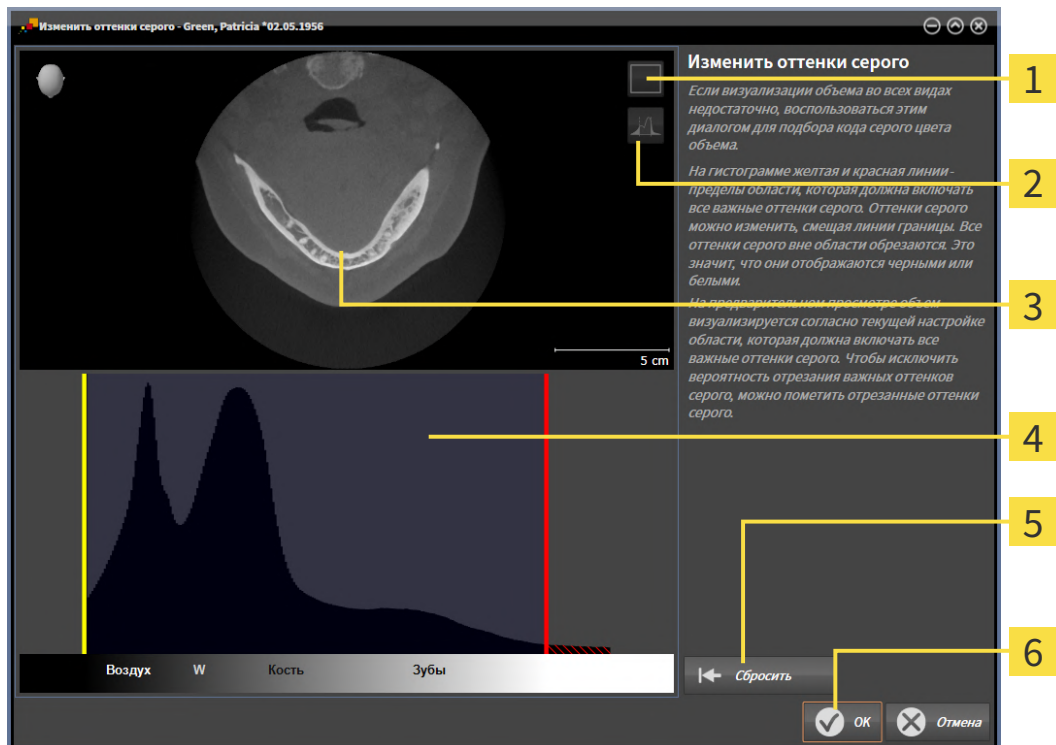 Изменить оттенки серого - Green, Patricia *02.05.1956
5 cm
Воздух W Кость Зубы
Изменить оттенки серого
Если визуализации объема во всех видах
недостаточно, воспользоваться этим
диалогом для подбора кода серого цвета
объема.
На гистограмме желтая и красная линии -
пределы области, которая должна включать
все важные оттенки серого. Оттенки серого
можно изменить, смещая линии границы. Все
оттенки серого вне области обрезаются. Это
значит, что они отображаются черными или
белыми.
На предварительном просмотре объем
визуализируется согласно текущей настройке
области, которая должна включать все
важные оттенки серого. Чтобы исключить
вероятность отрезания важных оттенков
серого, можно пометить отрезанные оттенки
серого.
Сбросить
OK Отмена
1
2
3
4
5
6